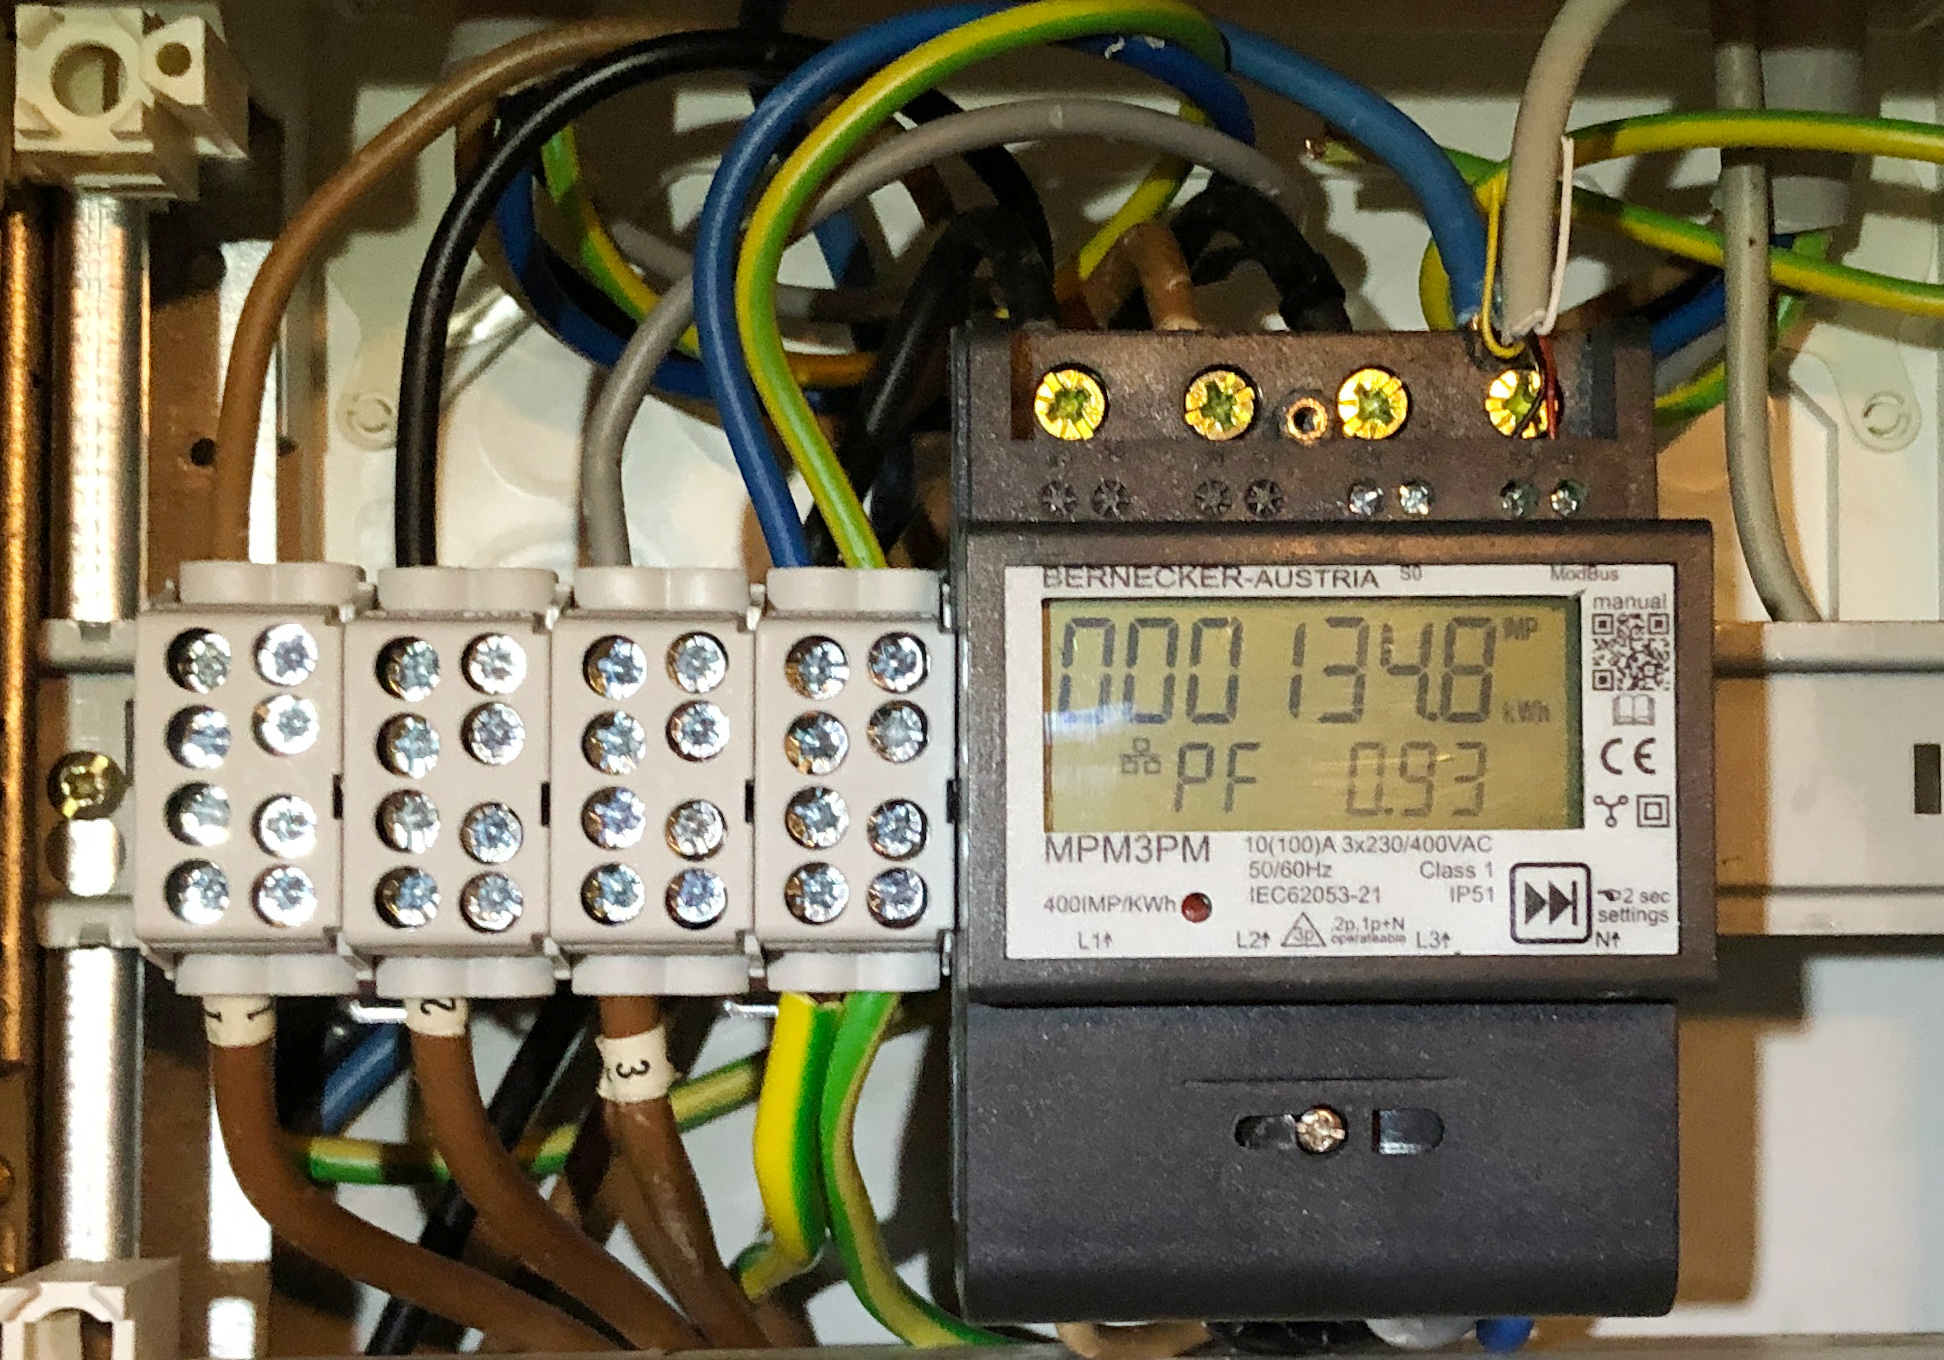 BERNECKER-AUSTRIA S0 ModBus
manual
000134.8 IMP kWh
PF 0.93
CE
MPM3PM 10(100)A 3x230/400VAC
50/60Hz Class 1
400IMP/KWh IEC62053-21 IP51
2 sec
settings
3p 2p,1p+N
operateable
L1↑ L2↑ L3↑ N↑
1 1
2
3